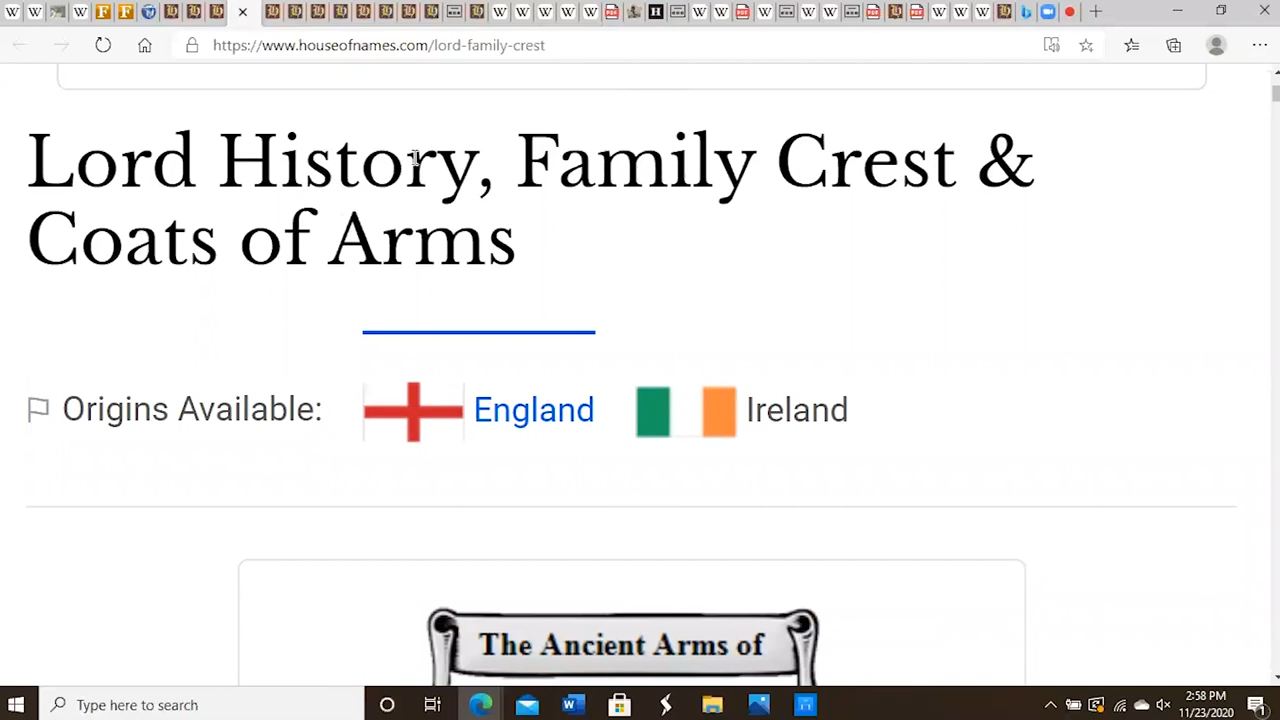 https://www.houseofnames.com/lord-family-crest
Lord History, Family Crest &
Coats of Arms
Origins Available:
England
Ireland
The Ancient Arms of
Type here to search
2:58 PM
11/23/2020